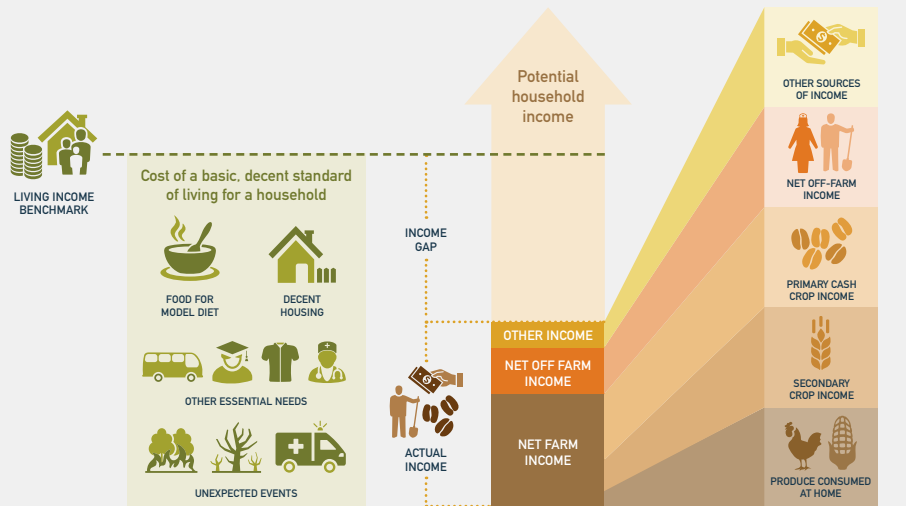 LIVING INCOME
BENCHMARK
Cost of a basic, decent standard
of living for a household
FOOD FOR
MODEL DIET
DECENT
HOUSING
OTHER ESSENTIAL NEEDS
UNEXPECTED EVENTS
INCOME
GAP
ACTUAL
INCOME
Potential
household
income
OTHER INCOME
NET OFF FARM
INCOME
NET FARM
INCOME
OTHER SOURCES
OF INCOME
NET OFF-FARM
INCOME
PRIMARY CASH
CROP INCOME
SECONDARY
CROP INCOME
PRODUCE CONSUMED
AT HOME